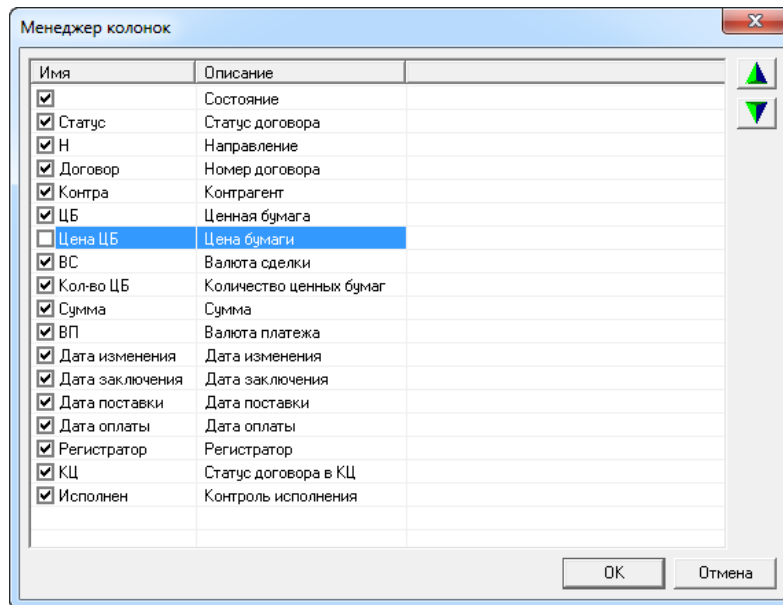 Менеджер колонок
Имя Описание
Состояние
Статус Статус договора
Н Направление
Договор Номер договора
Контра Контрагент
ЦБ Ценная бумага
Цена ЦБ Цена бумаги
ВС Валюта сделки
Кол-во ЦБ Количество ценных бумаг
Сумма Сумма
ВП Валюта платежа
Дата изменения Дата изменения
Дата заключения Дата заключения
Дата поставки Дата поставки
Дата оплаты Дата оплаты
Регистратор Регистратор
КЦ Статус договора в КЦ
Исполнен Контроль исполнения
OK Отмена